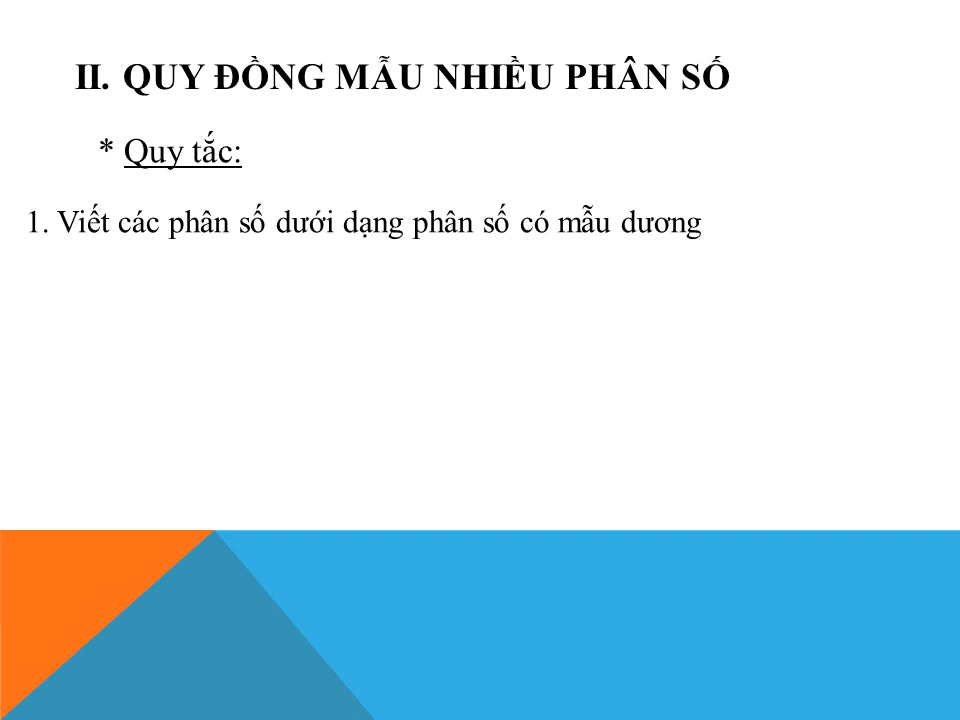 II. QUY ĐỒNG MẪU NHIỀU PHÂN SỐ
* Quy tắc:
1. Viết các phân số dưới dạng phân số có mẫu dương